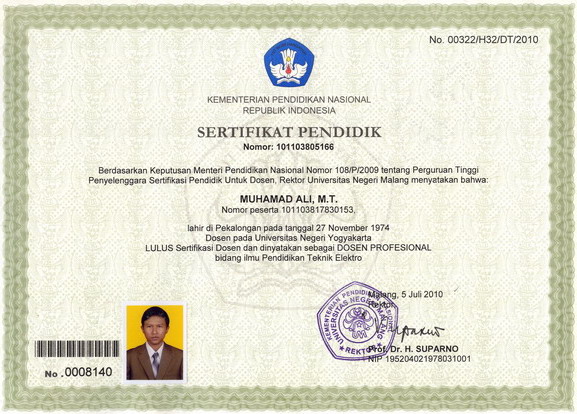 No. 00322/H32/DT/2010
KEMENTERIAN PENDIDIKAN NASIONAL
REPUBLIK INDONESIA
SERTIFIKAT PENDIDIK
Nomor: 101103805166
Berdasarkan Keputusan Menteri Pendidikan Nasional Nomor 108/P/2009 tentang Perguruan Tinggi
Penyelenggara Sertifikasi Pendidik Untuk Dosen, Rektor Universitas Negeri Malang menyatakan bahwa:
MUHAMAD ALI, M.T.
Nomor peserta 101103817830153,
lahir di Pekalongan pada tanggal 27 November 1974
Dosen pada Universitas Negeri Yogyakarta
LULUS Sertifikasi Dosen dan dinyatakan sebagai DOSEN PROFESIONAL
bidang ilmu Pendidikan Teknik Elektro
Malang, 5 Juli 2010
Rektor
KEMENTERIAN PENDIDIKAN NASIONAL
UNIVERSITAS NEGERI MALANG
REKTOR
Prof. Dr. H. SUPARNO
NIP 195204021978031001
No .0008140